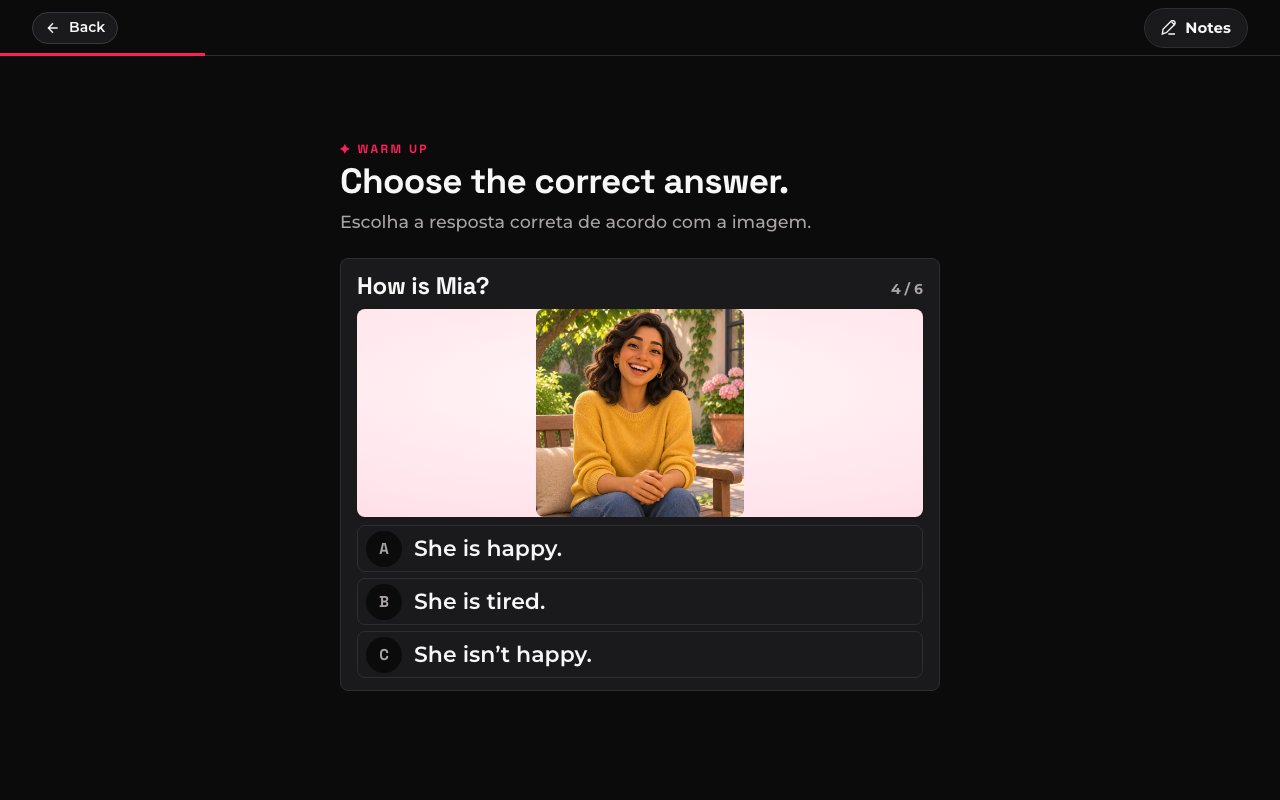 Back
Notes
WARM UP
Choose the correct answer.
Escolha a resposta correta de acordo com a imagem.
How is Mia?
4 / 6
A She is happy.
B She is tired.
C She isn’t happy.